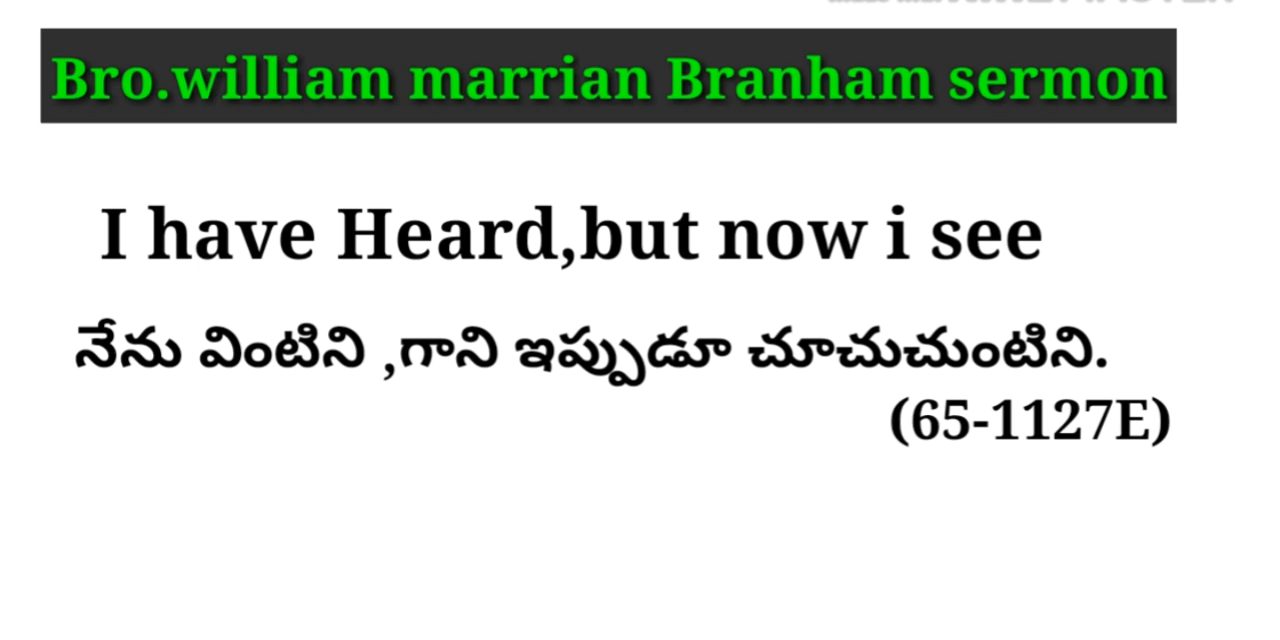 Bro.william marrian Branham sermon
I have Heard,but now i see
నేను వింటిని ,గాని ఇప్పుడూ చూచుచుంటిని.
(65-1127E)